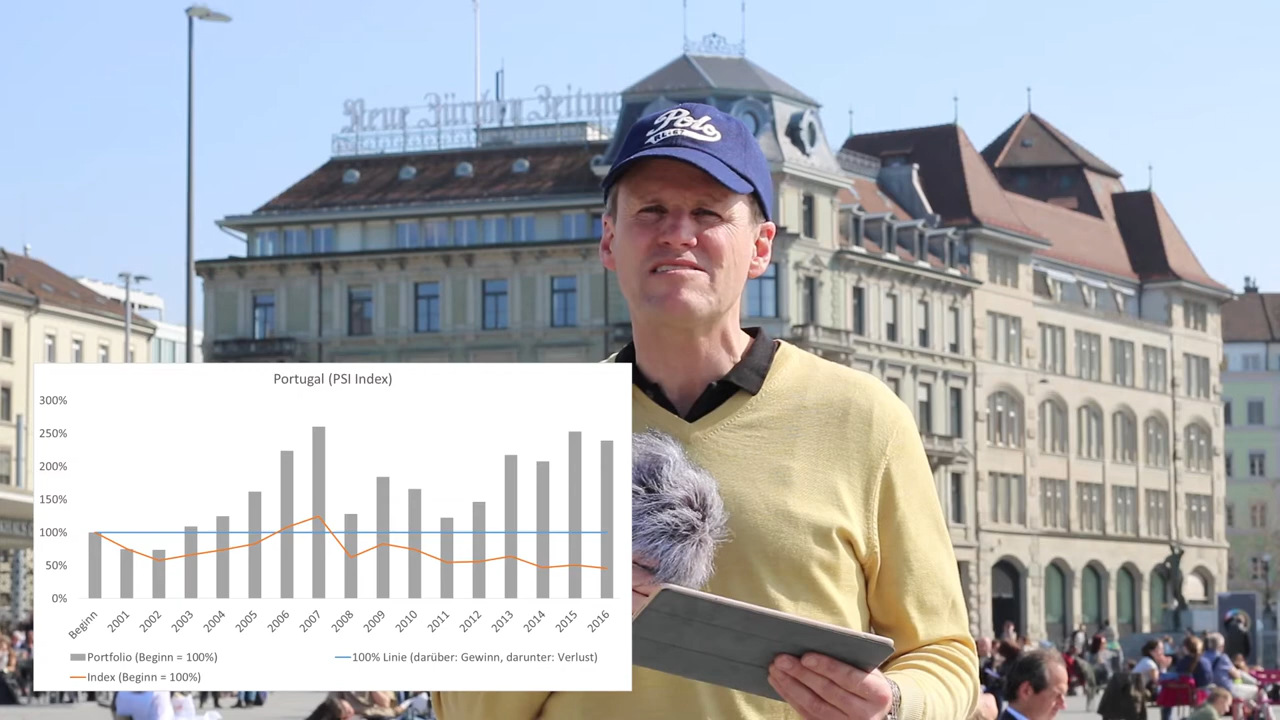 Neue Zürcher Zeitung
Polo
Portugal (PSI Index)
300%
250%
200%
150%
100%
50%
0%
Beginn 2001 2002 2003 2004 2005 2006 2007 2008 2009 2010 2011 2012 2013 2014 2015 2016
Portfolio (Beginn = 100%) 100% Linie (darüber: Gewinn, darunter: Verlust)
Index (Beginn = 100%)